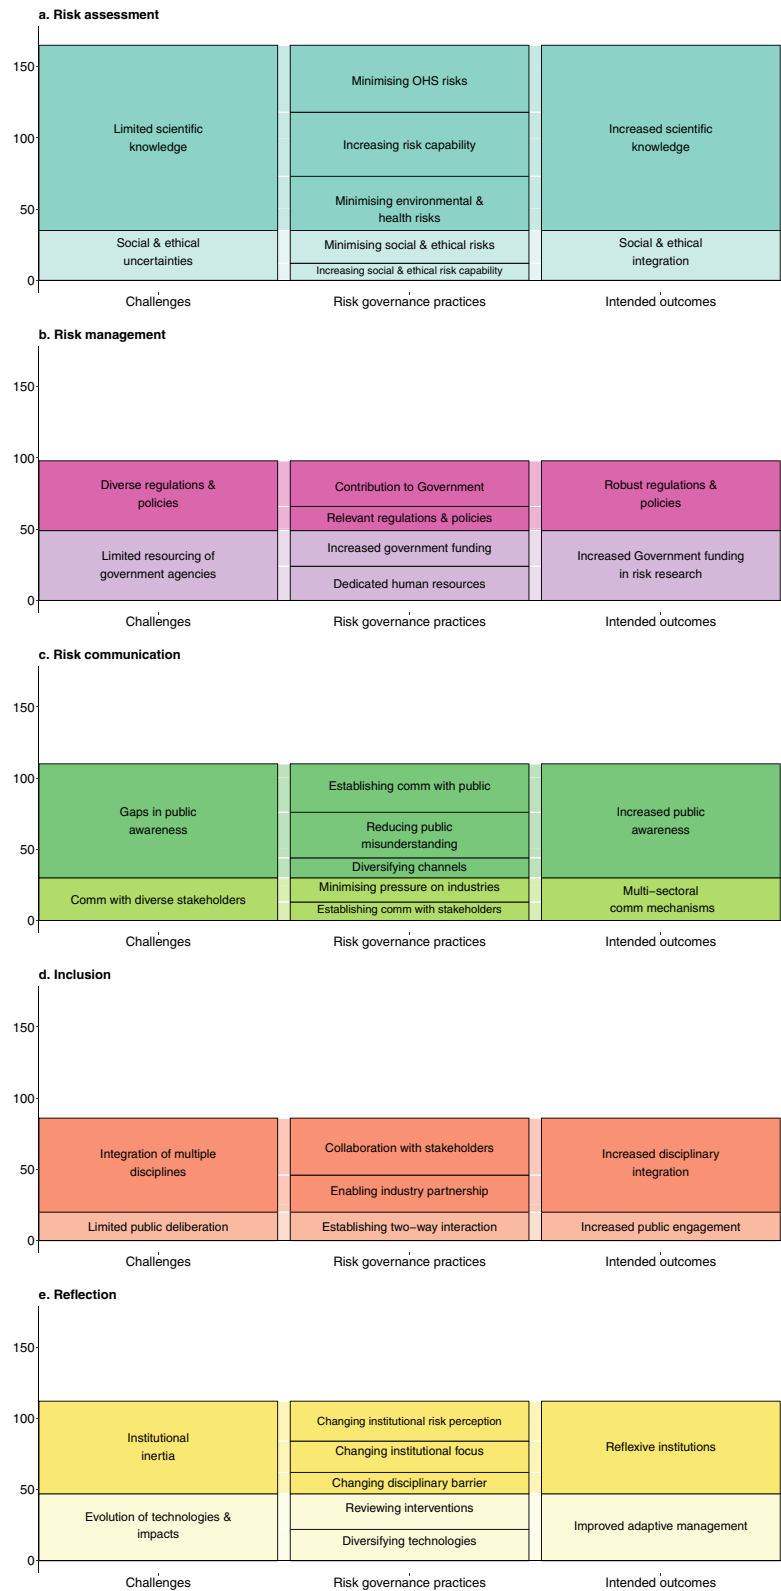 a. Risk assessment
150
100
50
0
Limited scientific
knowledge
Social & ethical
uncertainties
Minimising OHS risks
Increasing risk capability
Minimising environmental &
health risks
Minimising social & ethical risks
Increasing social & ethical risk capability
Increased scientific
knowledge
Social & ethical
integration
Challenges
Risk governance practices
Intended outcomes
b. Risk management
150
100
50
0
Diverse regulations &
policies
Limited resourcing of
government agencies
Contribution to Government
Relevant regulations & policies
Increased government funding
Dedicated human resources
Robust regulations &
policies
Increased Government funding
in risk research
Challenges
Risk governance practices
Intended outcomes
c. Risk communication
150
100
50
0
Gaps in public
awareness
Comm with diverse stakeholders
Establishing comm with public
Reducing public
misunderstanding
Diversifying channels
Minimising pressure on industries
Establishing comm with stakeholders
Increased public
awareness
Multi−sectoral
comm mechanisms
Challenges
Risk governance practices
Intended outcomes
d. Inclusion
150
100
50
0
Integration of multiple
disciplines
Limited public deliberation
Collaboration with stakeholders
Enabling industry partnership
Establishing two−way interaction
Increased disciplinary
integration
Increased public engagement
Challenges
Risk governance practices
Intended outcomes
e. Reflection
150
100
50
0
Institutional
inertia
Evolution of technologies &
impacts
Changing institutional risk perception
Changing institutional focus
Changing disciplinary barrier
Reviewing interventions
Diversifying technologies
Reflexive institutions
Improved adaptive management
Challenges
Risk governance practices
Intended outcomes